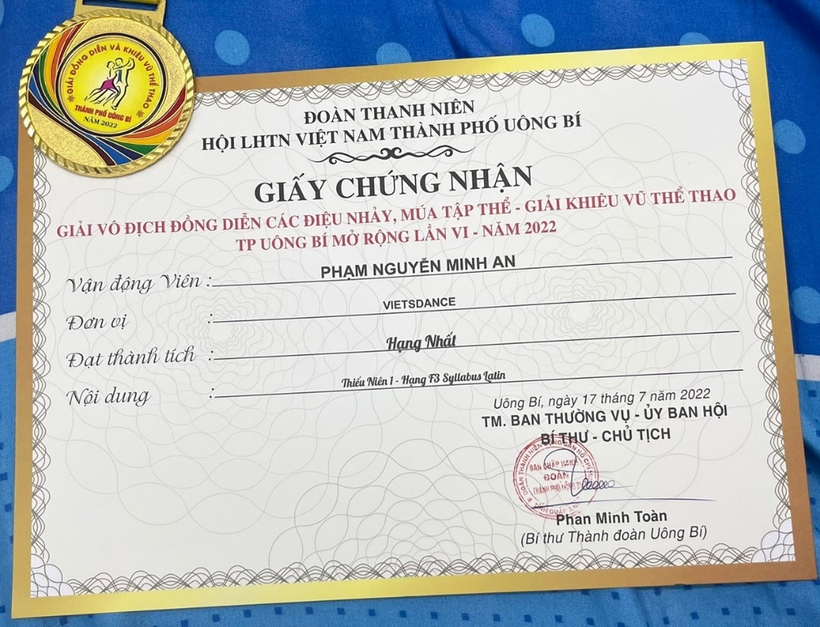 GIẢI ĐỒNG DIỄN VÀ KHIÊU VŨ THỂ THAO
THÀNH PHỐ UÔNG BÍ
NĂM 2022
ĐOÀN THANH NIÊN
HỘI LHTN VIỆT NAM THÀNH PHỐ UÔNG BÍ
GIẤY CHỨNG NHẬN
GIẢI VÔ ĐỊCH ĐỒNG DIỄN CÁC ĐIỆU NHẢY, MÚA TẬP THỂ - GIẢI KHIÊU VŨ THỂ THAO
TP UÔNG BÍ MỞ RỘNG LẦN VI - NĂM 2022
Vận động Viên : PHẠM NGUYỄN MINH AN
Đơn vị : VIETSDANCE
Đạt thành tích : Hạng Nhất
Nội dung : Thiếu Niên 1 - Hạng F3 Syllabus Latin
Uông Bí, ngày 17 tháng 7 năm 2022
TM. BAN THƯỜNG VỤ - ỦY BAN HỘI
BÍ THƯ - CHỦ TỊCH
BAN CHẤP HÀNH
ĐOÀN
Phan Minh Toàn
(Bí thư Thành đoàn Uông Bí)